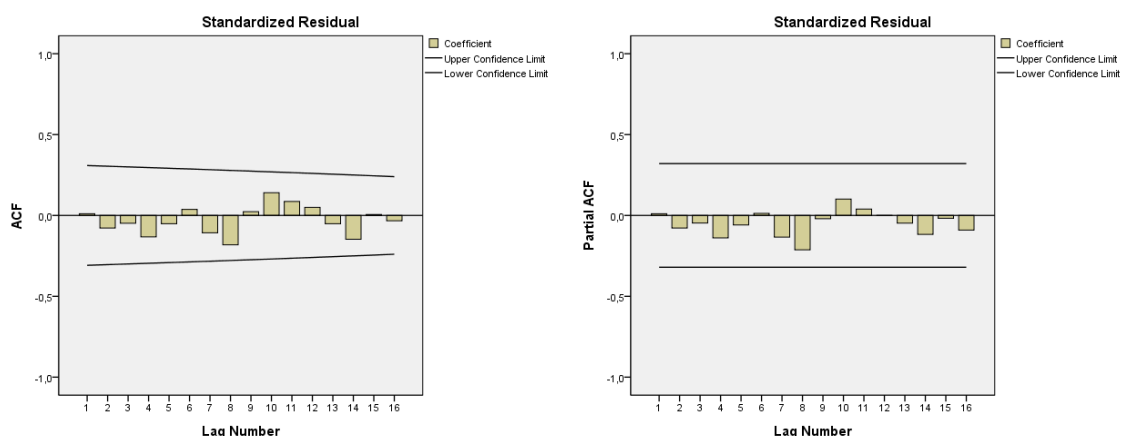 Standardized Residual
Coefficient
Upper Confidence Limit
Lower Confidence Limit
1,0
0,5
0,0
-0,5
-1,0
ACF
1 2 3 4 5 6 7 8 9 10 11 12 13 14 15 16
Lag Number
Standardized Residual
Coefficient
Upper Confidence Limit
Lower Confidence Limit
1,0
0,5
0,0
-0,5
-1,0
Partial ACF
1 2 3 4 5 6 7 8 9 10 11 12 13 14 15 16
Lag Number